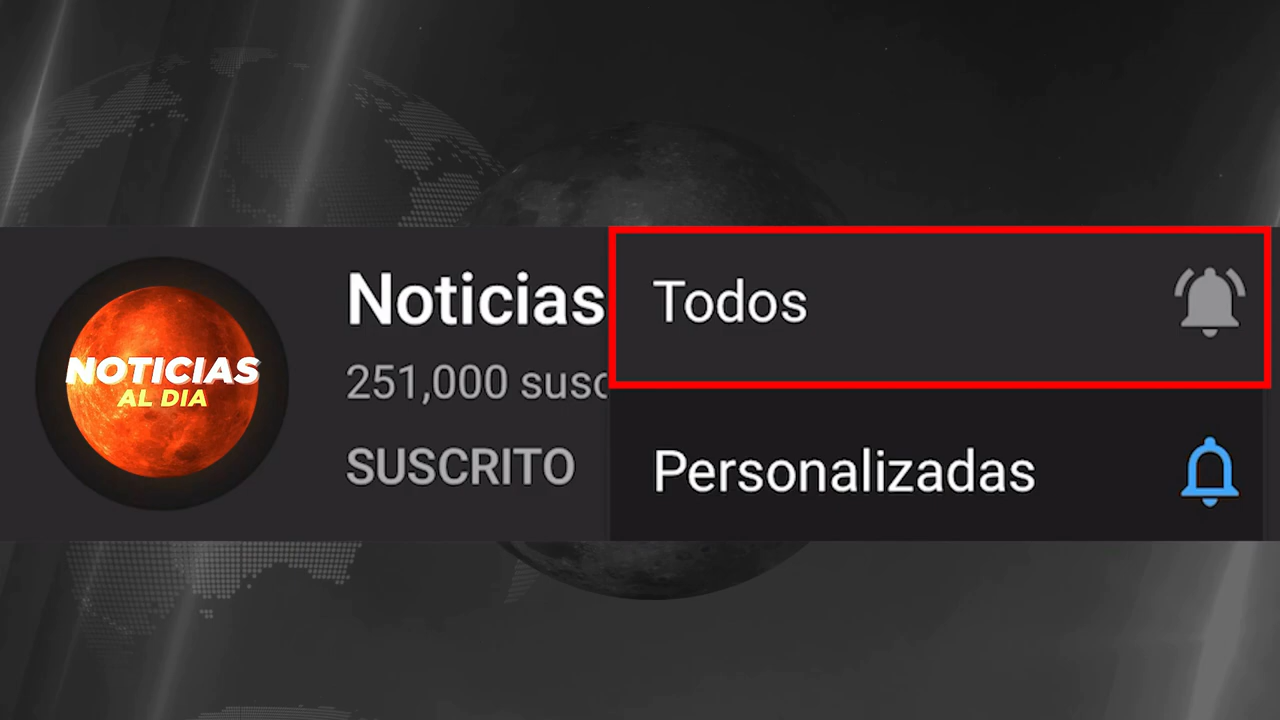 NOTICIAS
AL DIA
Noticias
251,000 susc
SUSCRITO
Todos
Personalizadas